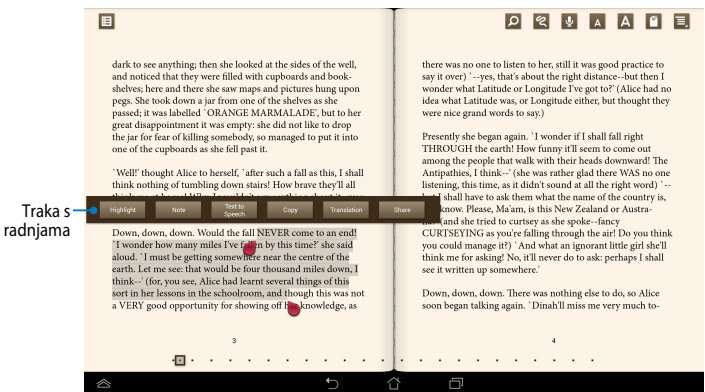 dark to see anything; then she looked at the sides of the well,
and noticed that they were filled with cupboards and book-
shelves; here and there she saw maps and pictures hung upon
pegs. She took down a jar from one of the shelves as she
passed; it was labelled `ORANGE MARMALADE', but to her
great disappointment it was empty: she did not like to drop
the jar for fear of killing somebody, so managed to put it into
one of the cupboards as she fell past it.
`Well!' thought Alice to herself, `after such a fall as this, I shall
think nothing of tumbling down stairs! How brave they'll all
Traka s
radnjama
Highlight
Note
Text to
Speech
Copy
Translation
Share
Down, down, down. Would the fall NEVER come to an end!
`I wonder how many miles I've fallen by this time?' she said
aloud. `I must be getting somewhere near the centre of the
earth. Let me see: that would be four thousand miles down, I
think--' (for, you see, Alice had learnt several things of this
sort in her lessons in the schoolroom, and though this was not
a VERY good opportunity for showing off her knowledge, as
3
there was no one to listen to her, still it was good practice to
say it over) `--yes, that's about the right distance--but then I
wonder what Latitude or Longitude I've got to?' (Alice had no
idea what Latitude was, or Longitude either, but thought they
were nice grand words to say.)
Presently she began again. `I wonder if I shall fall right
THROUGH the earth! How funny it'll seem to come out
among the people that walk with their heads downward! The
Antipathies, I think--' (she was rather glad there WAS no one
listening, this time, as it didn't sound at all the right word) `--
but I shall have to ask them what the name of the country is,
know. Please, Ma'am, is this New Zealand or Austra-
(and she tried to curtsey as she spoke--fancy
CURTSEYING as you're falling through the air! Do you think
you could manage it?) `And what an ignorant little girl she'll
think me for asking! No, it'll never do to ask: perhaps I shall
see it written up somewhere.'
Down, down, down. There was nothing else to do, so Alice
soon began talking again. `Dinah'll miss me very much to-
4